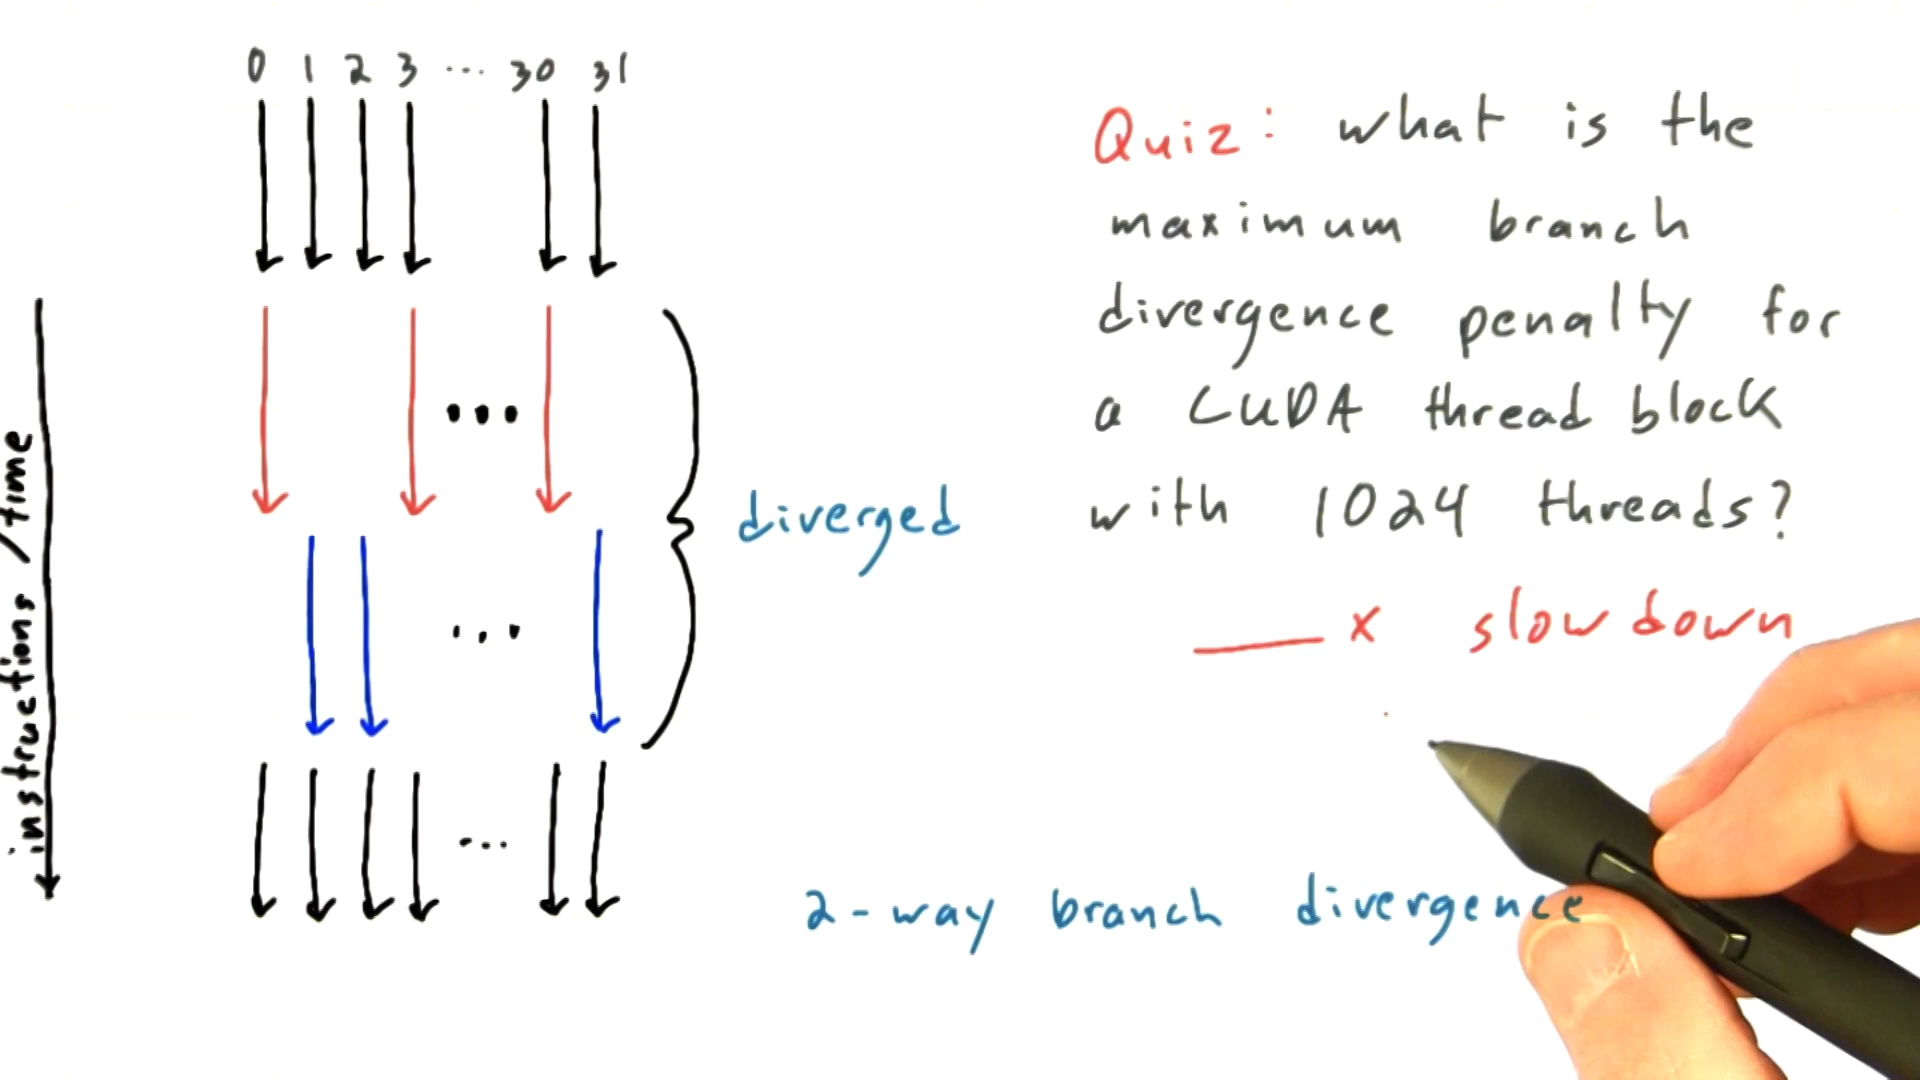 0 1 2 3 ... 30 31
instructions /time
diverged
2-way branch divergence
Quiz: what is the
maximum branch
divergence penalty for
a CUDA thread block
with 1024 threads?
___ x slowdown